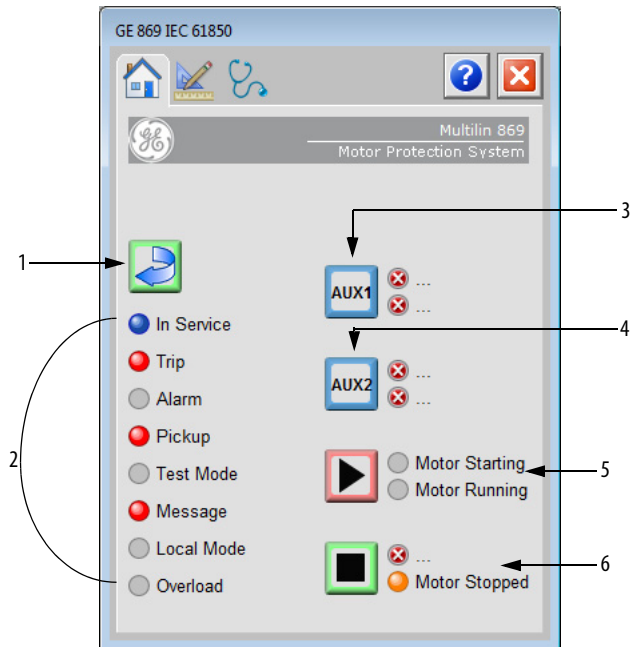 GE 869 IEC 61850
?
GE
Multilin 869
Motor Protection System
3
1
AUX1
...
...
In Service
4
Trip
AUX2
...
...
Alarm
Pickup
2
Test Mode
Motor Starting
5
Motor Running
Message
Local Mode
...
6
Overload
Motor Stopped